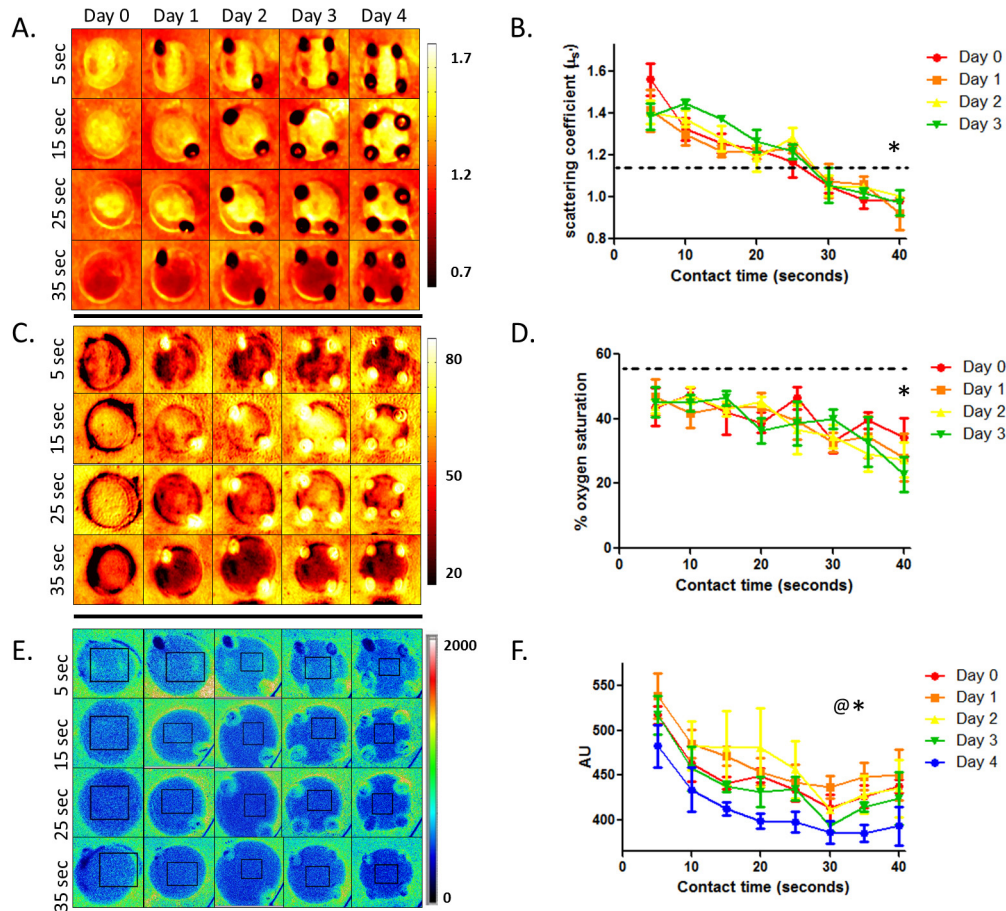 A.
Day 0 Day 1 Day 2 Day 3 Day 4
5 sec
15 sec
25 sec
35 sec
1.7
1.2
0.7
B.
scattering coefficient (μs')
1.6
1.4
1.2
1.0
0.8
0 10 20 30 40
Contact time (seconds)
*
Day 0
Day 1
Day 2
Day 3
C.
5 sec
15 sec
25 sec
35 sec
80
50
20
D.
% oxygen saturation
60
40
20
0
0 10 20 30 40
Contact time (seconds)
*
Day 0
Day 1
Day 2
Day 3
E.
5 sec
15 sec
25 sec
35 sec
2000
0
F.
AU
550
500
450
400
0 10 20 30 40
Contact time (seconds)
@*
Day 0
Day 1
Day 2
Day 3
Day 4